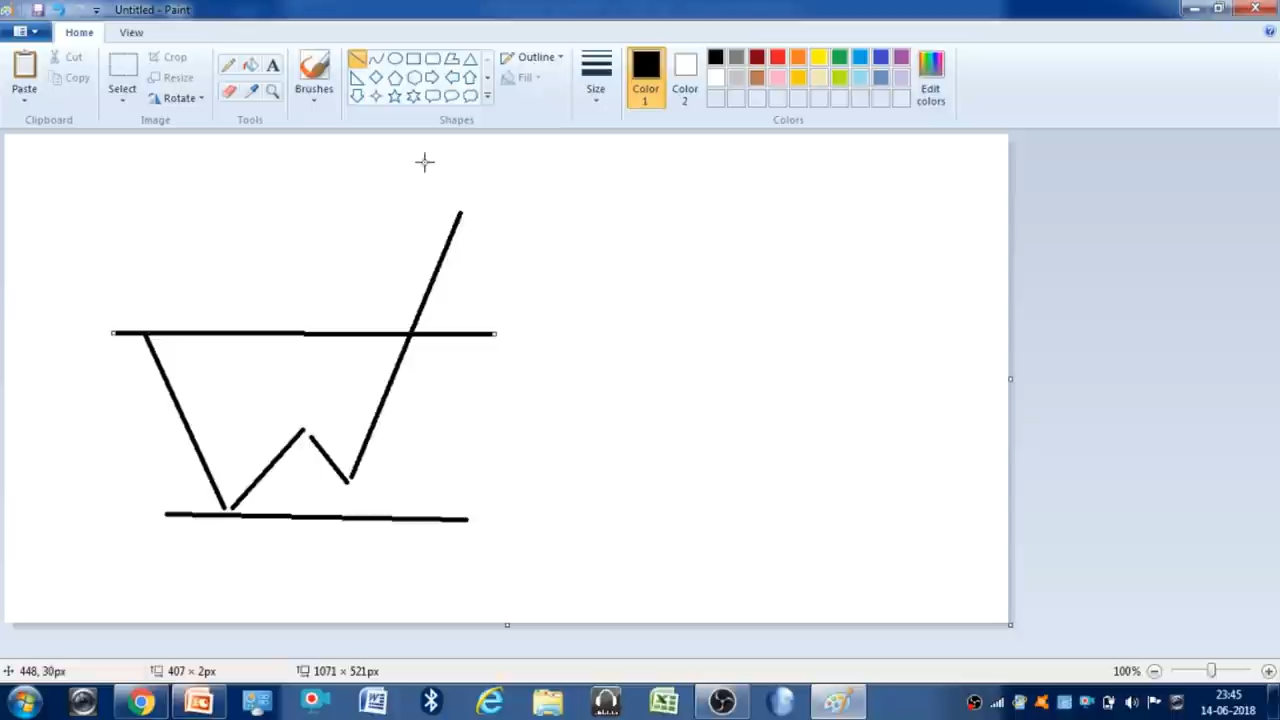 Untitled - Paint
Home View
Cut
Copy
Paste
Clipboard
Crop
Resize
Rotate
Select
Image
A
Tools
Brushes
Outline
Fill
Shapes
Size
Color 1
Color 2
Edit colors
Colors
448, 30px
407 × 2px
1071 × 521px
100%
23:45
14-06-2018